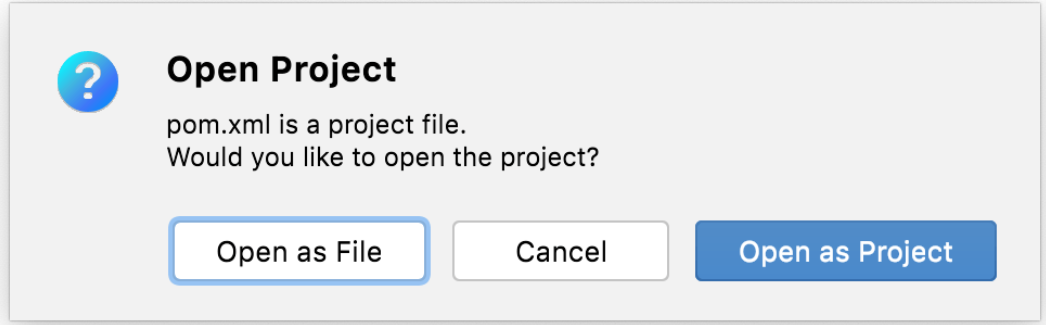 Open Project
pom.xml is a project file.
Would you like to open the project?
Open as File
Cancel
Open as Project